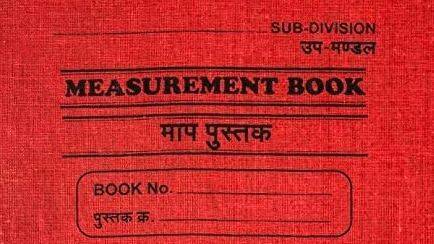 SUB-DIVISION
उप-मण्डल
MEASUREMENT BOOK
माप पुस्तक
BOOK No.
पुस्तक क्र.